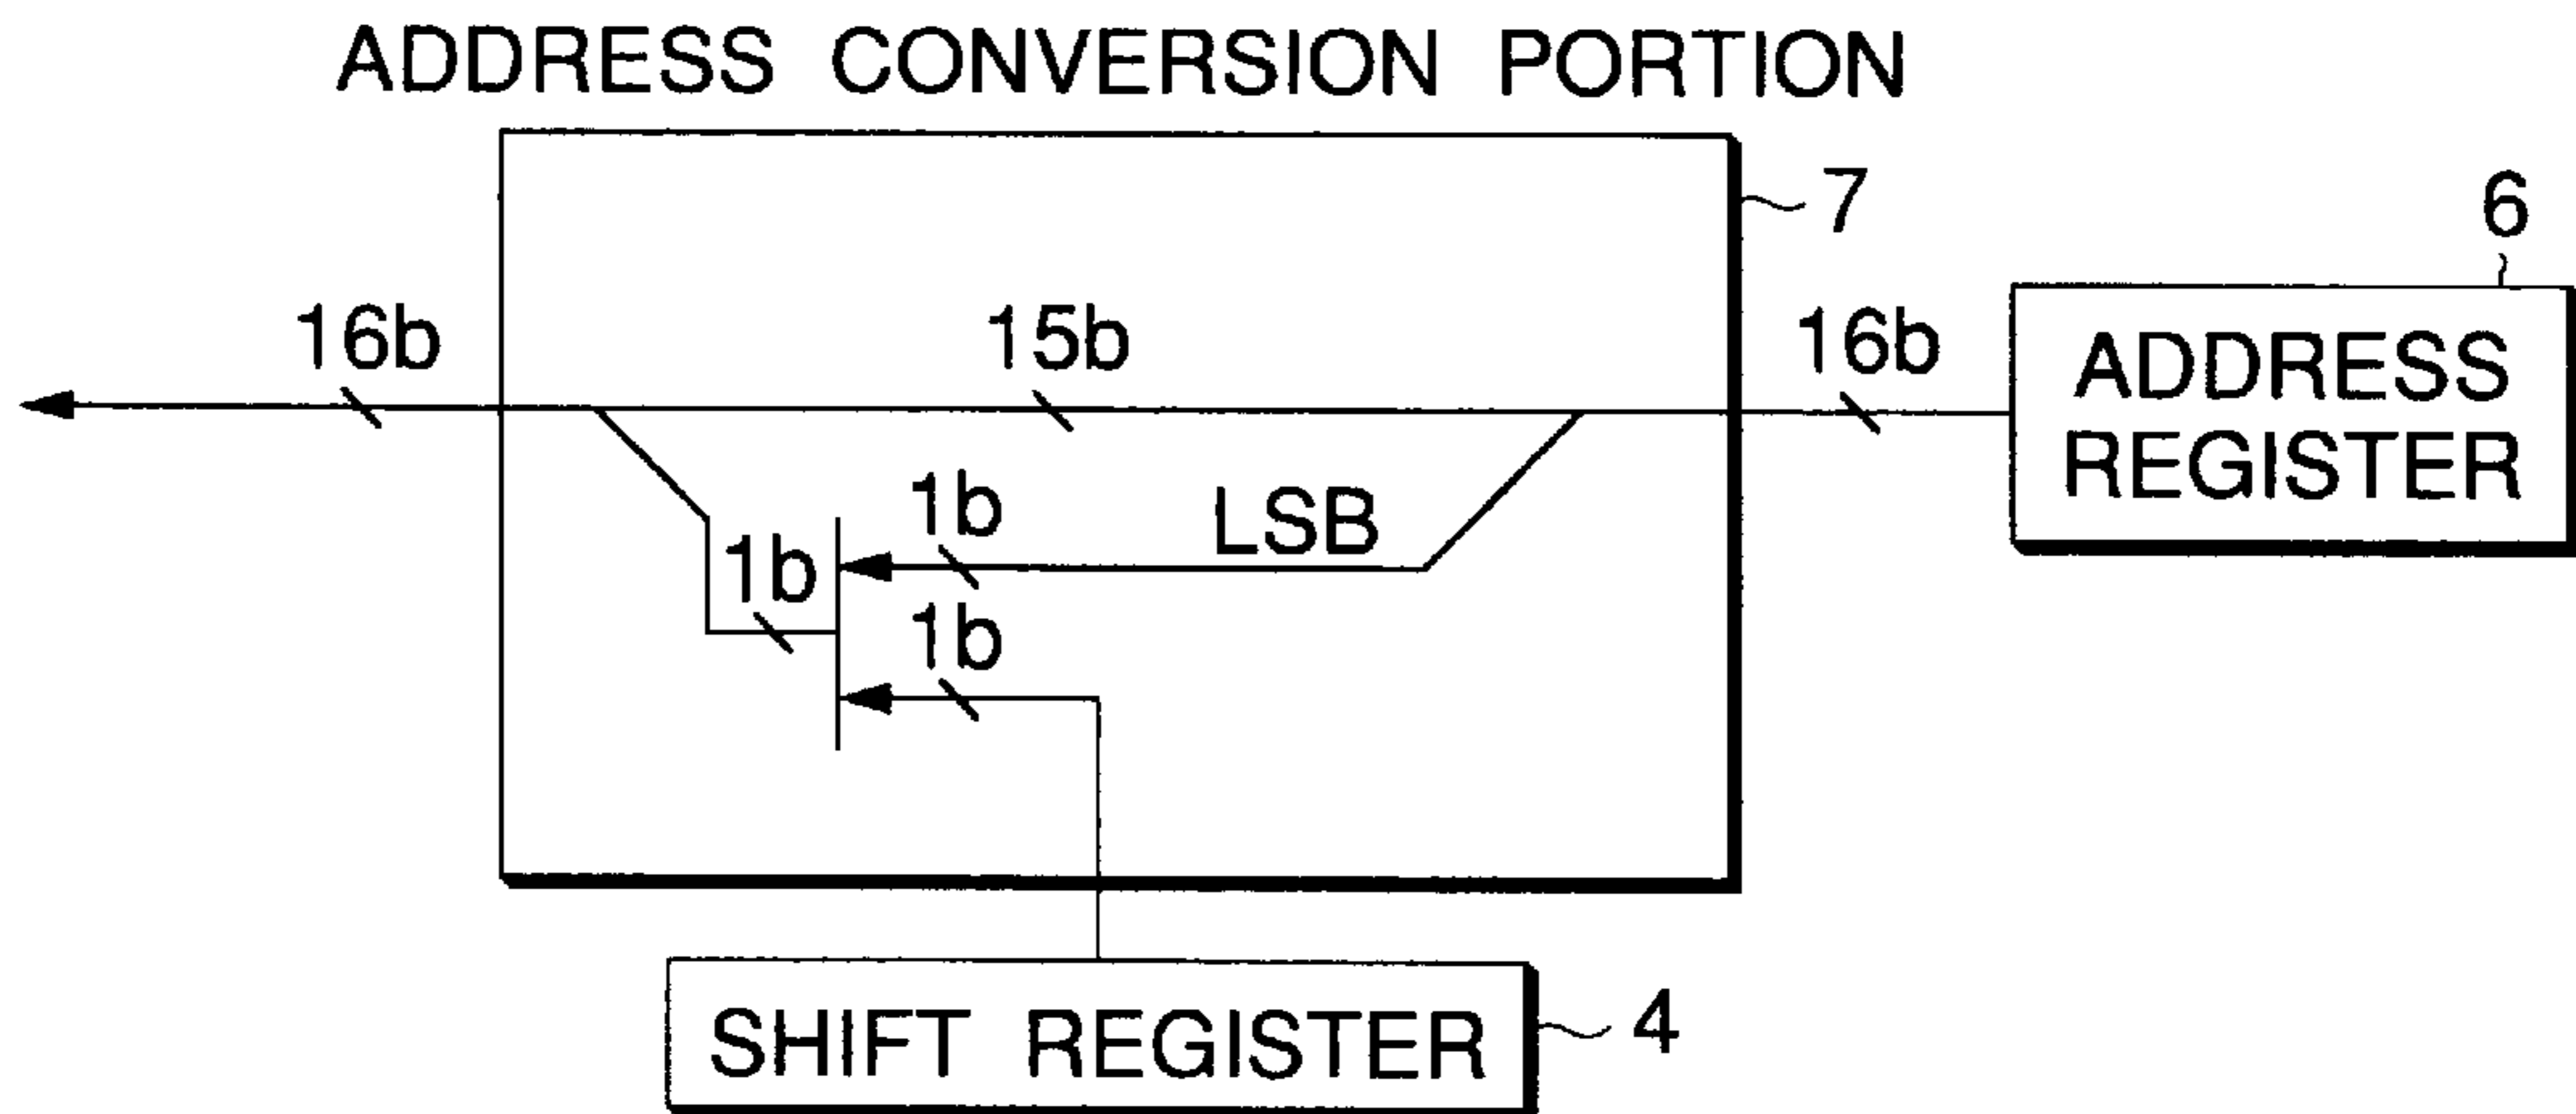 ADDRESS CONVERSION PORTION
7
6
16b
15b
16b
ADDRESS
REGISTER
1b
LSB
1b
1b
SHIFT REGISTER
4